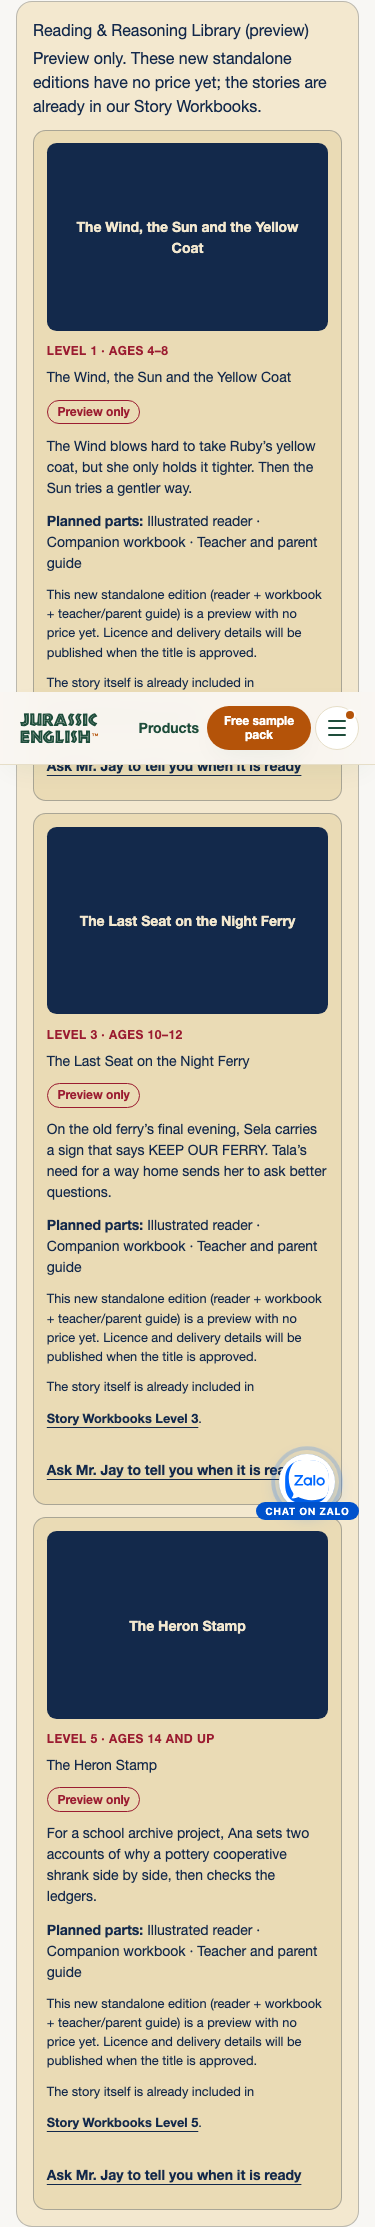 Reading & Reasoning Library (preview)
Preview only. These new standalone
editions have no price yet; the stories are
already in our Story Workbooks.
The Wind, the Sun and the Yellow
Coat
LEVEL 1 · AGES 4–8
The Wind, the Sun and the Yellow Coat
Preview only
The Wind blows hard to take Ruby’s yellow
coat, but she only holds it tighter. Then the
Sun tries a gentler way.
Planned parts: Illustrated reader ·
Companion workbook · Teacher and parent
guide
This new standalone edition (reader + workbook
+ teacher/parent guide) is a preview with no
price yet. Licence and delivery details will be
published when the title is approved.
The story itself is already included in
JURASSIC
ENGLISH™
Products
Free sample
pack
Ask Mr. Jay to tell you when it is ready
The Last Seat on the Night Ferry
LEVEL 3 · AGES 10–12
The Last Seat on the Night Ferry
Preview only
On the old ferry’s final evening, Sela carries
a sign that says KEEP OUR FERRY. Tala’s
need for a way home sends her to ask better
questions.
Planned parts: Illustrated reader ·
Companion workbook · Teacher and parent
guide
This new standalone edition (reader + workbook
+ teacher/parent guide) is a preview with no
price yet. Licence and delivery details will be
published when the title is approved.
The story itself is already included in
Story Workbooks Level 3.
Ask Mr. Jay to tell you when it is
Zalo
CHAT ON ZALO
The Heron Stamp
LEVEL 5 · AGES 14 AND UP
The Heron Stamp
Preview only
For a school archive project, Ana sets two
accounts of why a pottery cooperative
shrank side by side, then checks the
ledgers.
Planned parts: Illustrated reader ·
Companion workbook · Teacher and parent
guide
This new standalone edition (reader + workbook
+ teacher/parent guide) is a preview with no
price yet. Licence and delivery details will be
published when the title is approved.
The story itself is already included in
Story Workbooks Level 5.
Ask Mr. Jay to tell you when it is ready